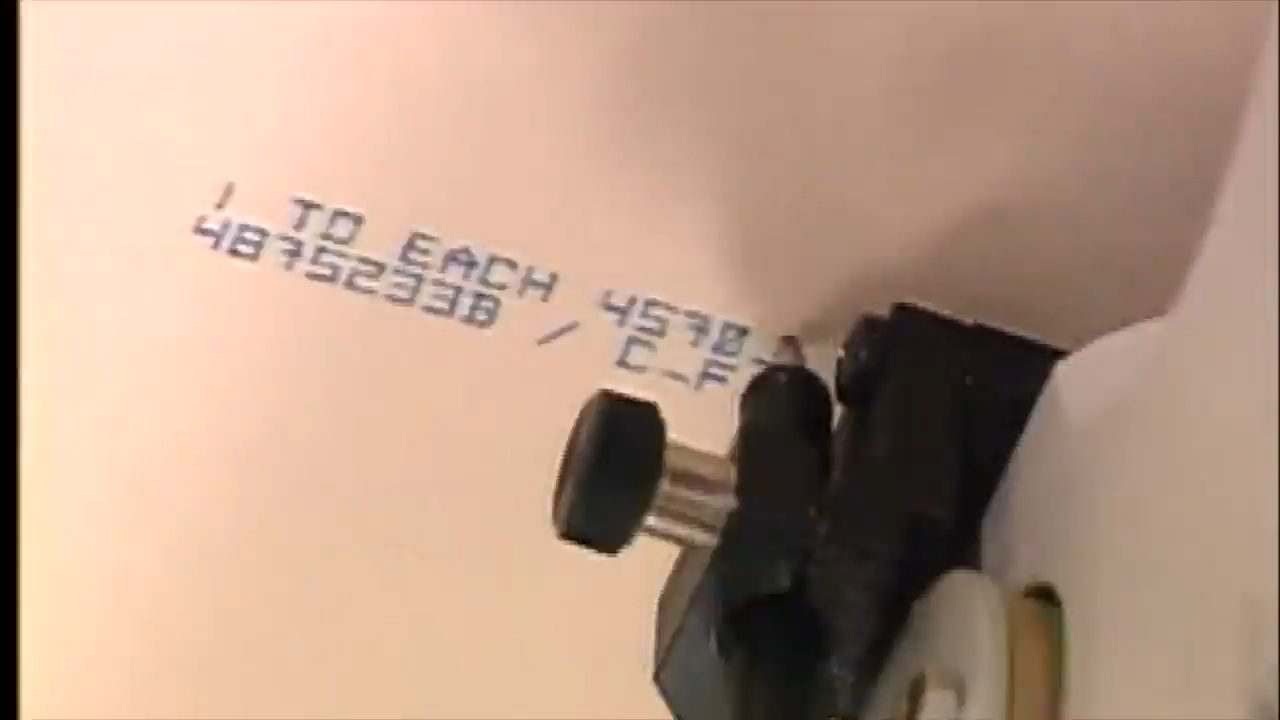 / TO EACH 4570-
48752338 / C-F